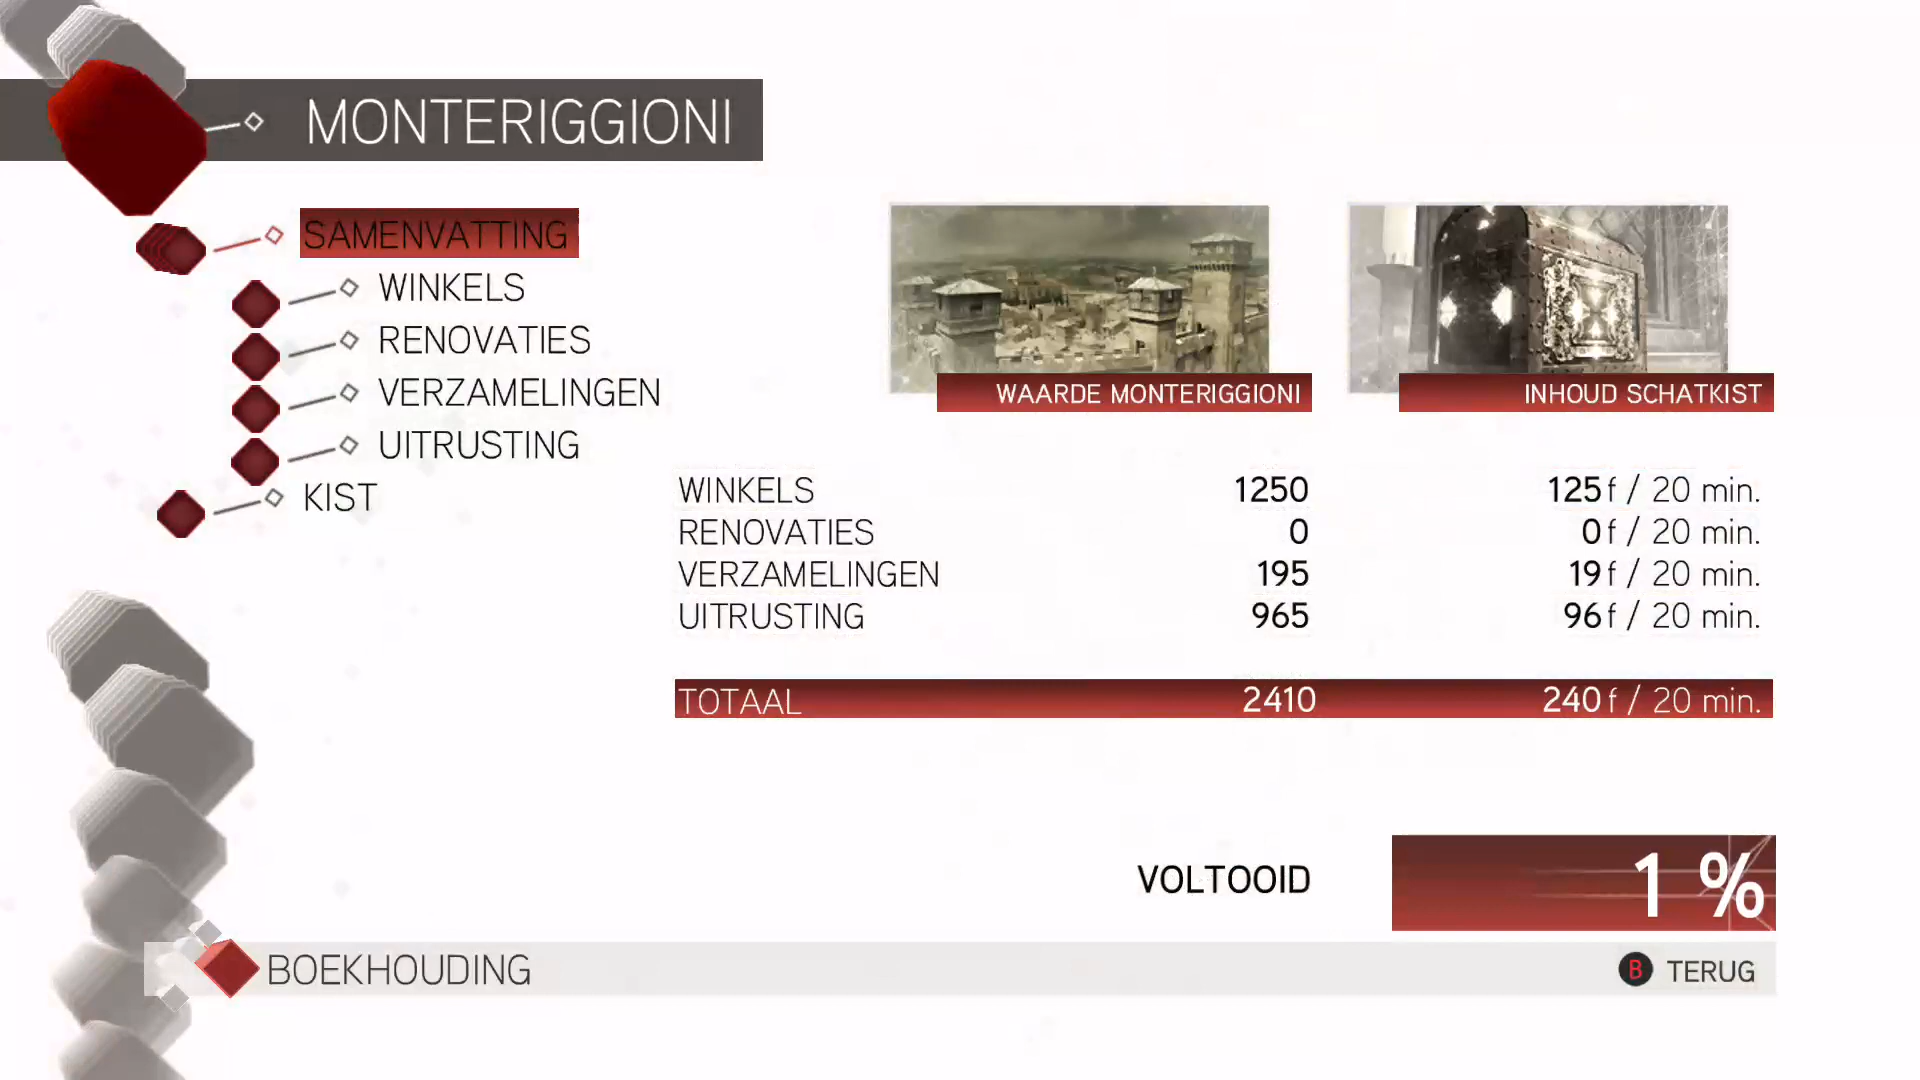 MONTERIGGIONI
SAMENVATTING
WINKELS
RENOVATIES
VERZAMELINGEN
UITRUSTING
KIST
WAARDE MONTERIGGIONI
INHOUD SCHATKIST
WINKELS 1250 125 f / 20 min.
RENOVATIES 0 0 f / 20 min.
VERZAMELINGEN 195 19 f / 20 min.
UITRUSTING 965 96 f / 20 min.
TOTAAL 2410 240 f / 20 min.
VOLTOOID 1 %
BOEKHOUDING
B TERUG